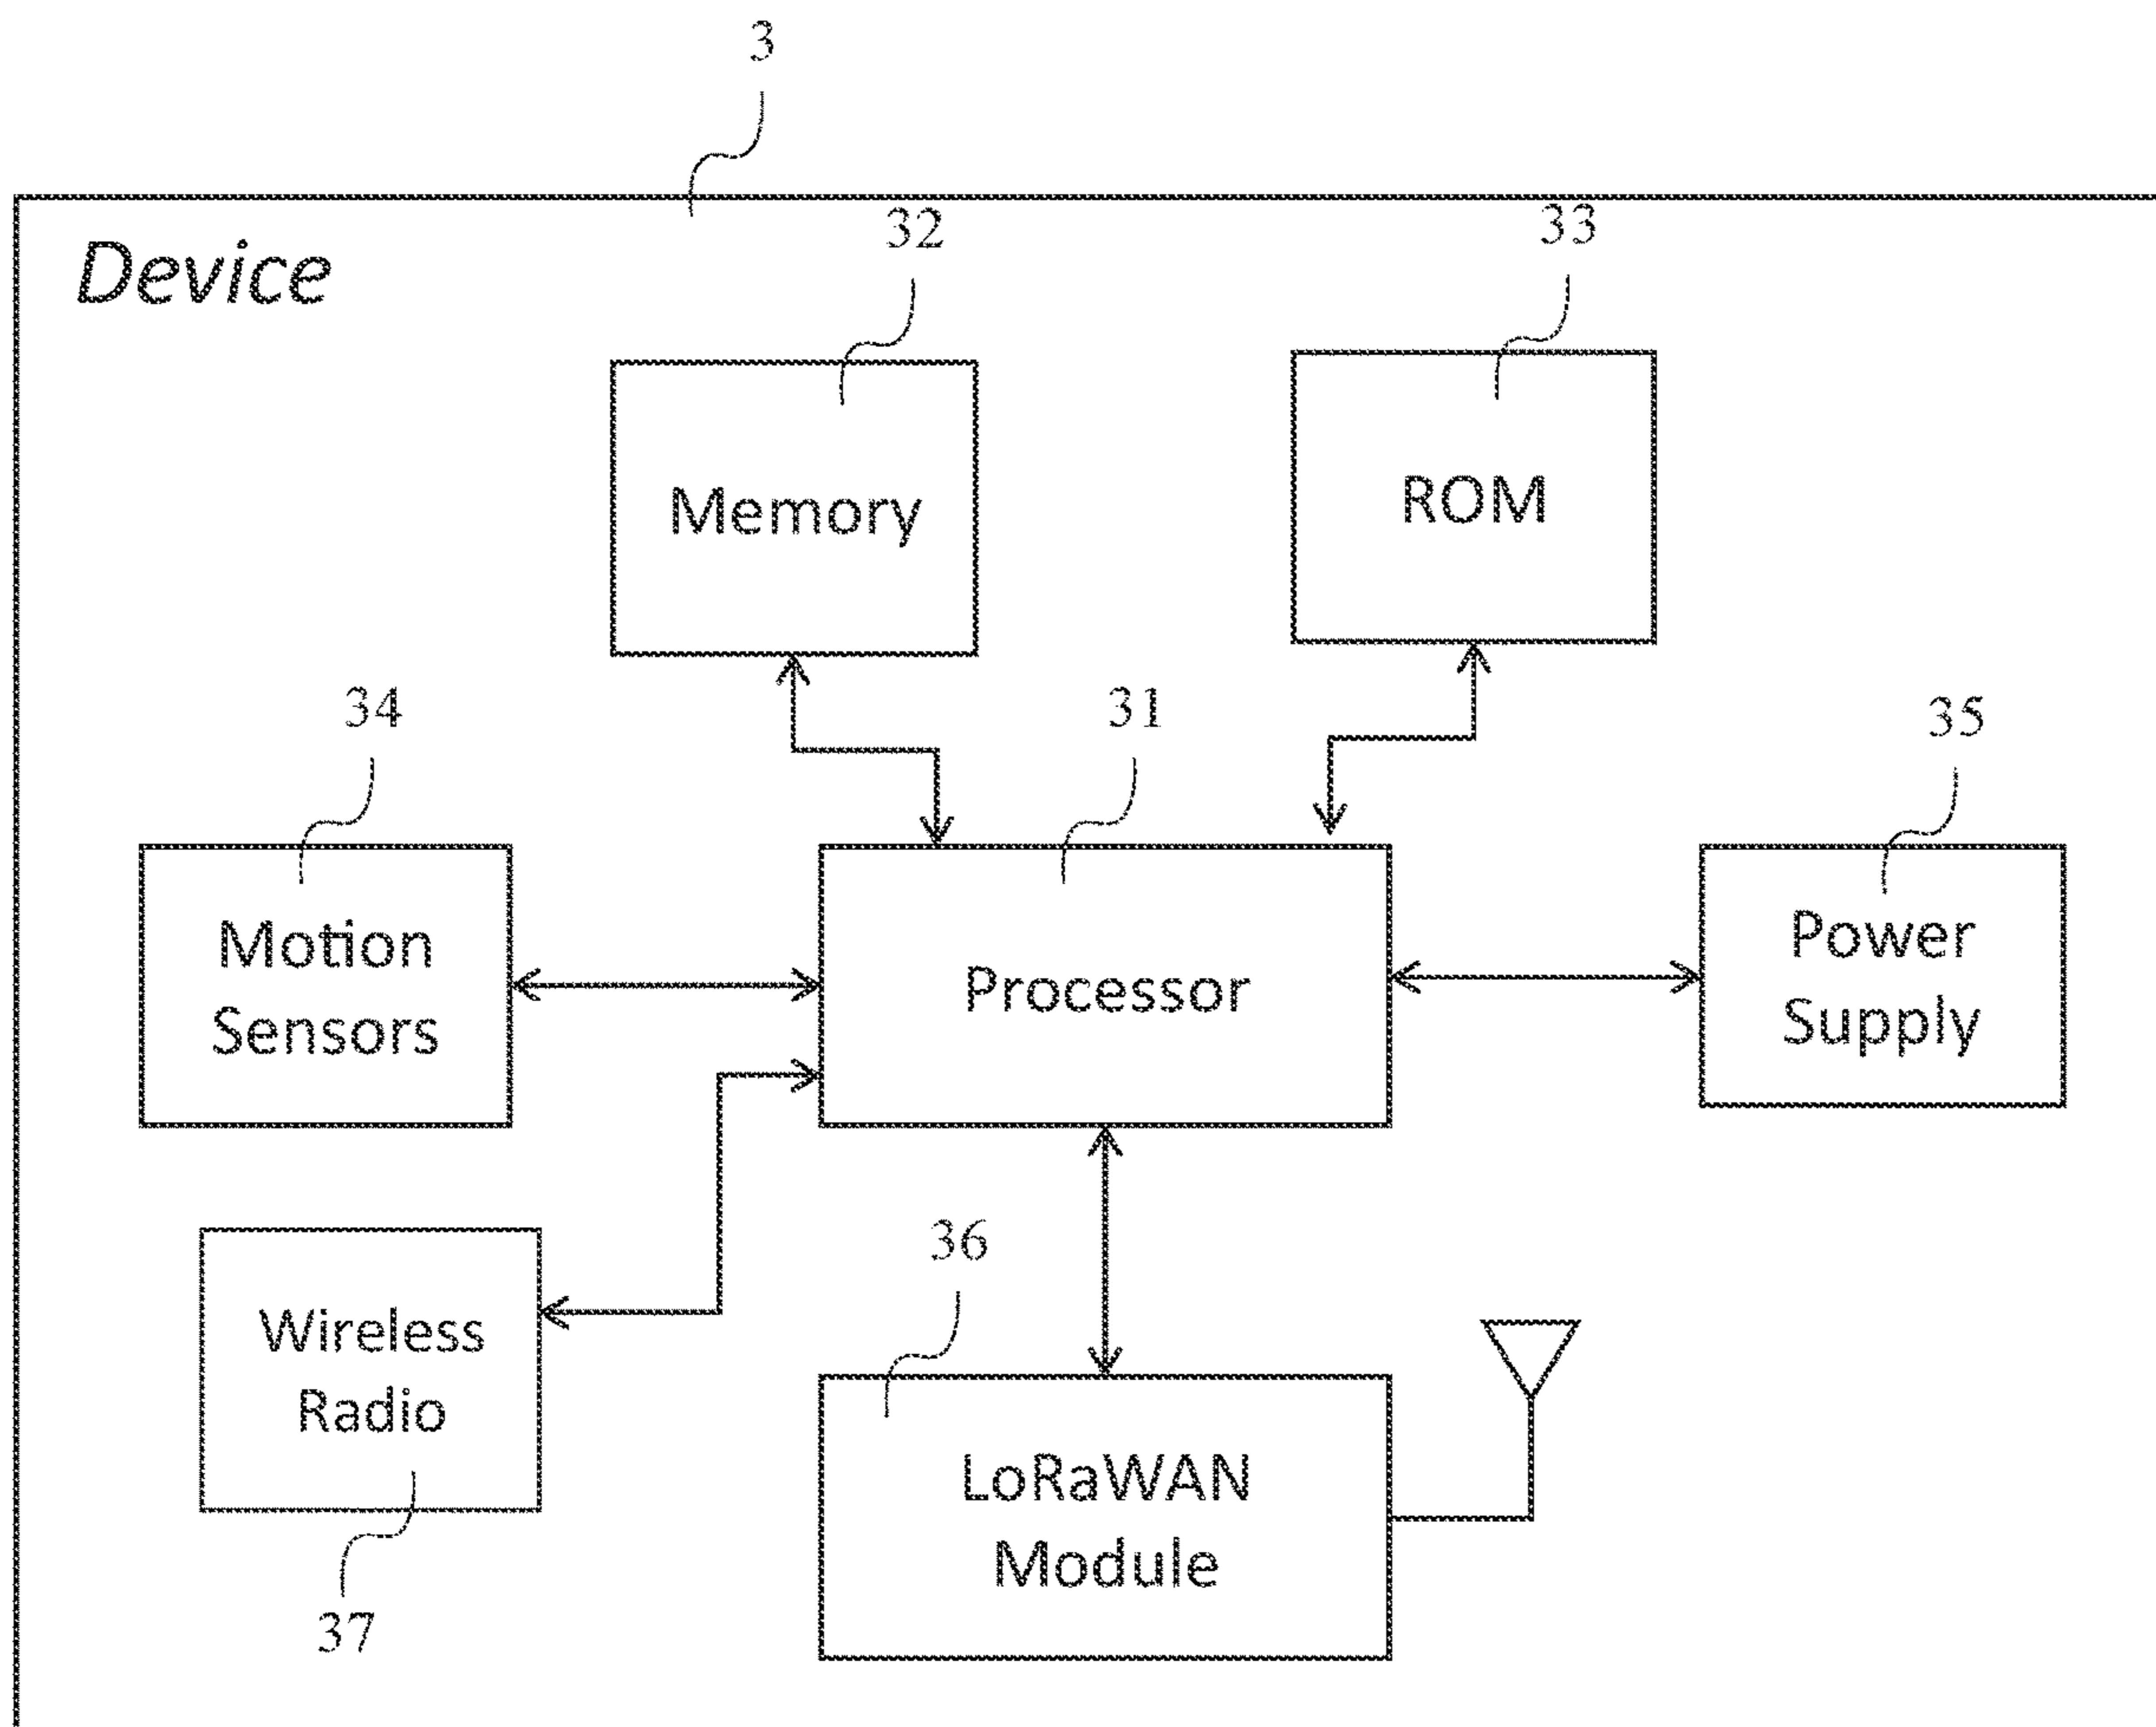 3
Device
32
33
Memory
ROM
34
31
35
Motion
Sensors
Processor
Power
Supply
36
Wireless
Radio
LoRaWAN
Module
37